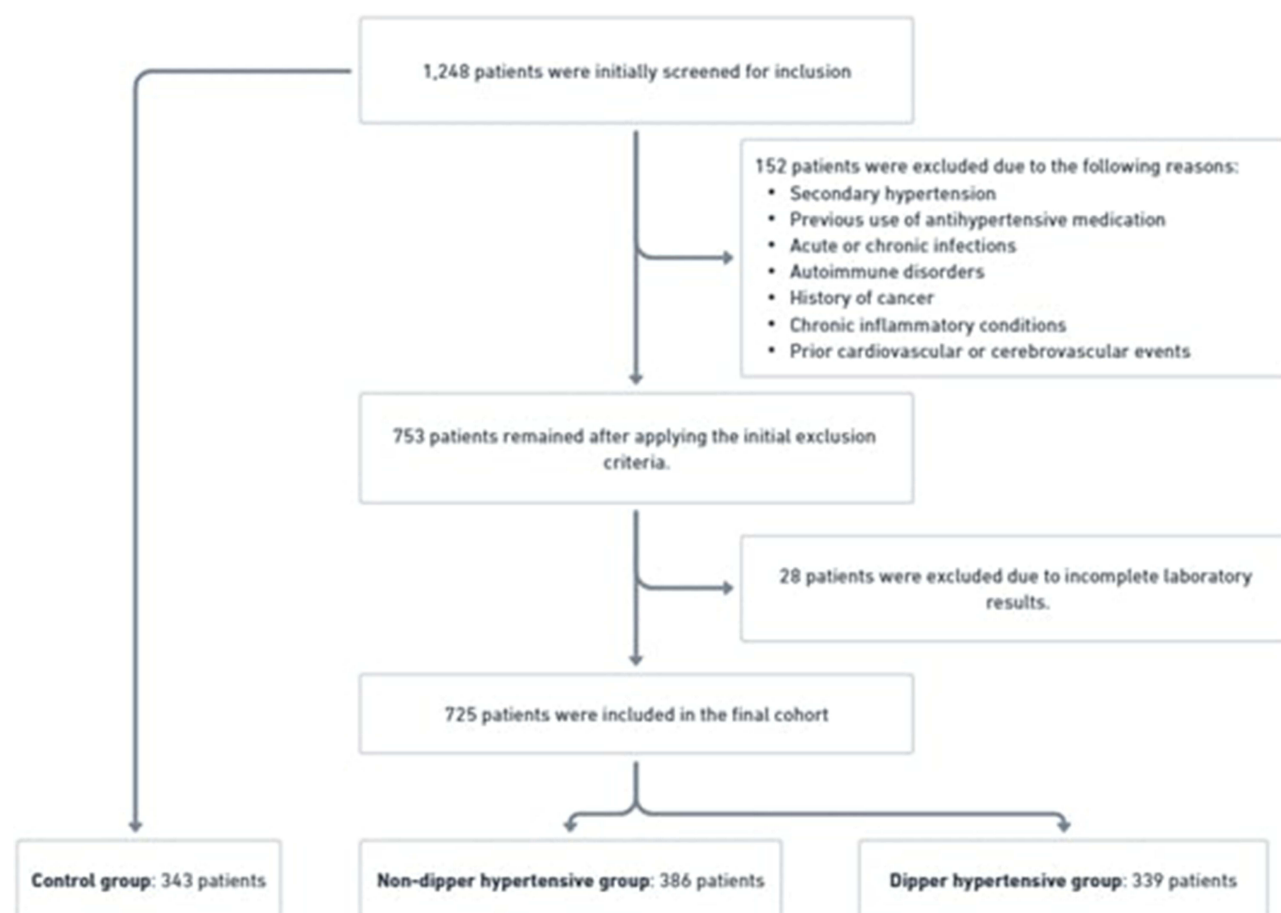 1,248 patients were initially screened for inclusion
152 patients were excluded due to the following reasons:
• Secondary hypertension
• Previous use of antihypertensive medication
• Acute or chronic infections
• Autoimmune disorders
• History of cancer
• Chronic inflammatory conditions
• Prior cardiovascular or cerebrovascular events
753 patients remained after applying the initial exclusion
criteria.
28 patients were excluded due to incomplete laboratory
results.
725 patients were included in the final cohort
Control group: 343 patients
Non-dipper hypertensive group: 386 patients
Dipper hypertensive group: 339 patients